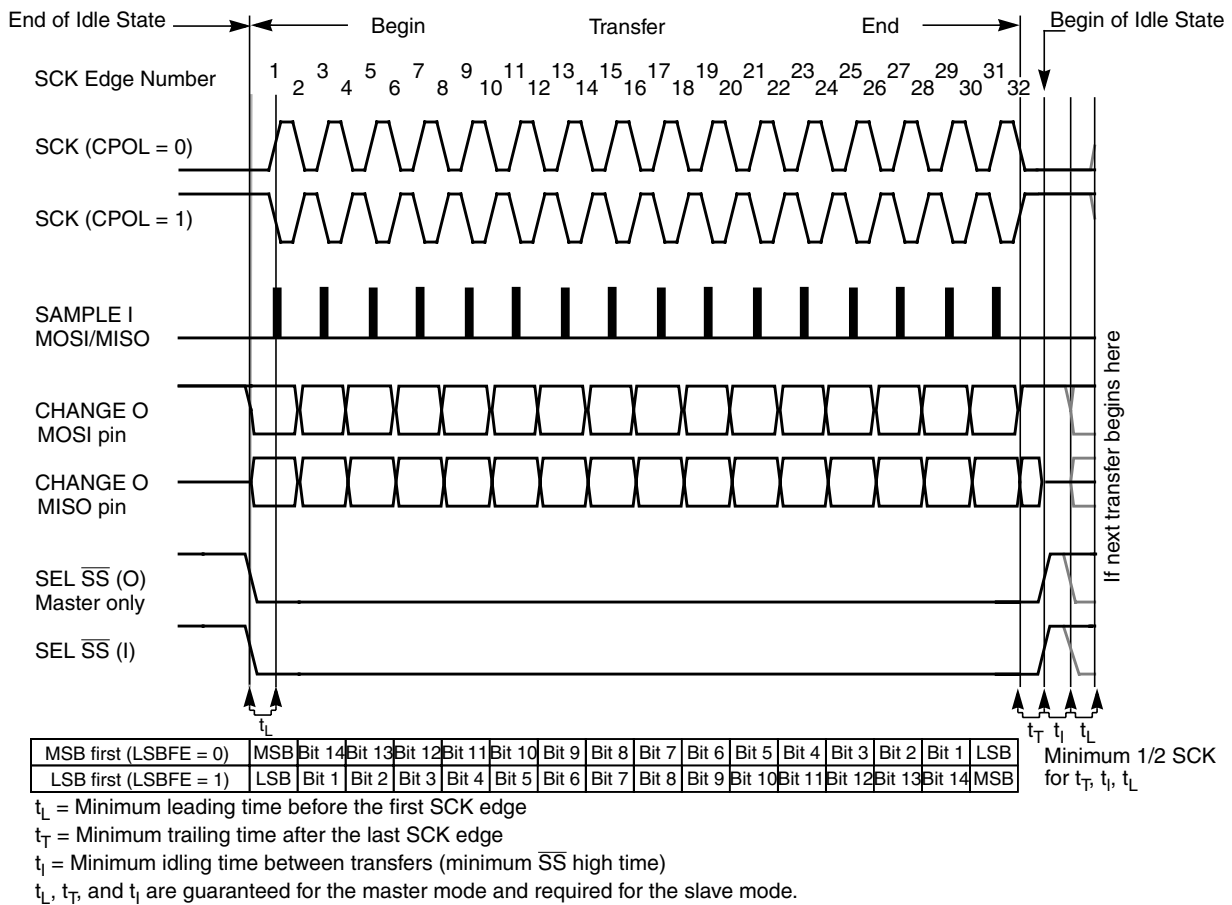 End of Idle State
Begin
Transfer
End
Begin of Idle State
SCK Edge Number
1 3 5 7 9 11 13 15 17 19 21 23 25 27 29 31
2 4 6 8 10 12 14 16 18 20 22 24 26 28 30 32
SCK (CPOL = 0)
SCK (CPOL = 1)
SAMPLE I
MOSI/MISO
CHANGE O
MOSI pin
CHANGE O
MISO pin
SEL S̅S̅ (O)
Master only
SEL S̅S̅ (I)
If next transfer begins here
tL
tT tI tL
MSB first (LSBFE = 0) MSB Bit 14 Bit 13 Bit 12 Bit 11 Bit 10 Bit 9 Bit 8 Bit 7 Bit 6 Bit 5 Bit 4 Bit 3 Bit 2 Bit 1 LSB
LSB first (LSBFE = 1) LSB Bit 1 Bit 2 Bit 3 Bit 4 Bit 5 Bit 6 Bit 7 Bit 8 Bit 9 Bit 10 Bit 11 Bit 12 Bit 13 Bit 14 MSB
Minimum 1/2 SCK
for tT, tI, tL
tL = Minimum leading time before the first SCK edge
tT = Minimum trailing time after the last SCK edge
tI = Minimum idling time between transfers (minimum S̅S̅ high time)
tL, tT, and tI are guaranteed for the master mode and required for the slave mode.